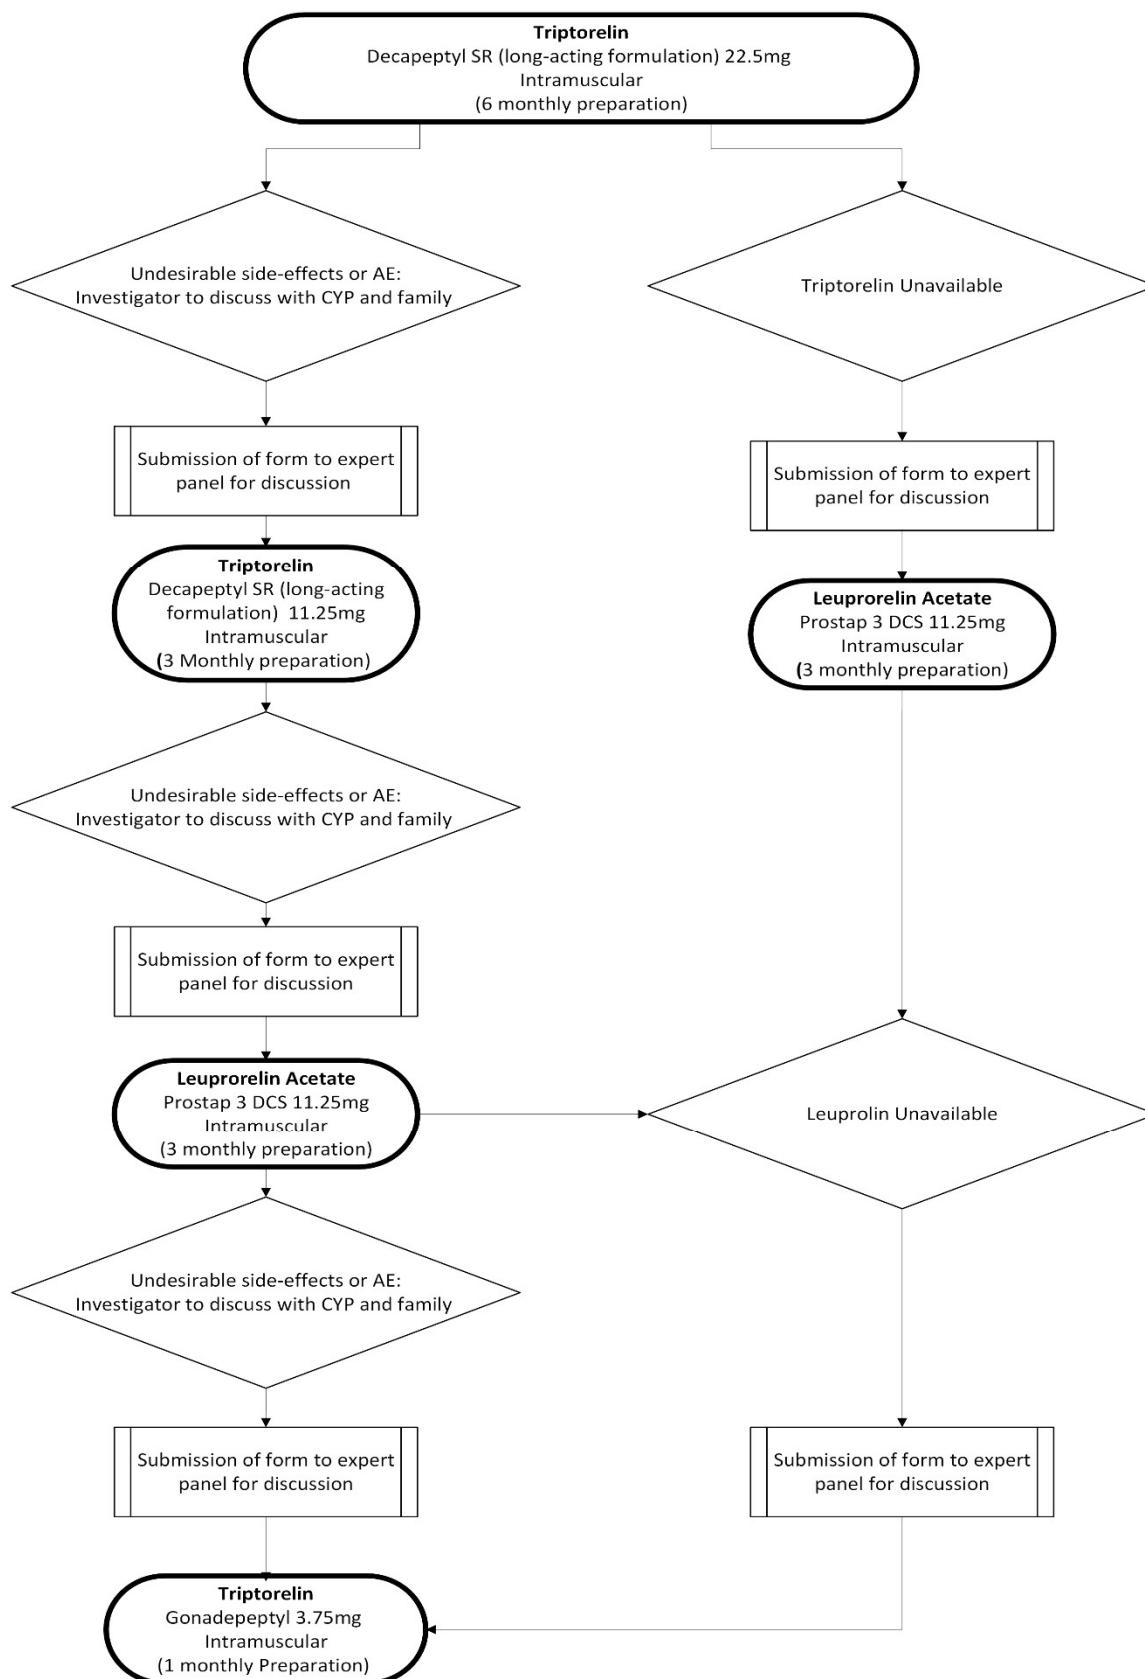 Triptorelin
Decapeptyl SR (long-acting formulation) 22.5mg
Intramuscular
(6 monthly preparation)
Undesirable side-effects or AE:
Investigator to discuss with CYP and family
Triptorelin Unavailable
Submission of form to expert
panel for discussion
Submission of form to expert
panel for discussion
Triptorelin
Decapeptyl SR (long-acting
formulation) 11.25mg
Intramuscular
(3 Monthly preparation)
Leuprorelin Acetate
Prostap 3 DCS 11.25mg
Intramuscular
(3 monthly preparation)
Undesirable side-effects or AE:
Investigator to discuss with CYP and family
Submission of form to expert
panel for discussion
Leuprorelin Acetate
Prostap 3 DCS 11.25mg
Intramuscular
(3 monthly preparation)
Leuprolin Unavailable
Undesirable side-effects or AE:
Investigator to discuss with CYP and family
Submission of form to expert
panel for discussion
Submission of form to expert
panel for discussion
Triptorelin
Gonadepeptyl 3.75mg
Intramuscular
(1 monthly Preparation)